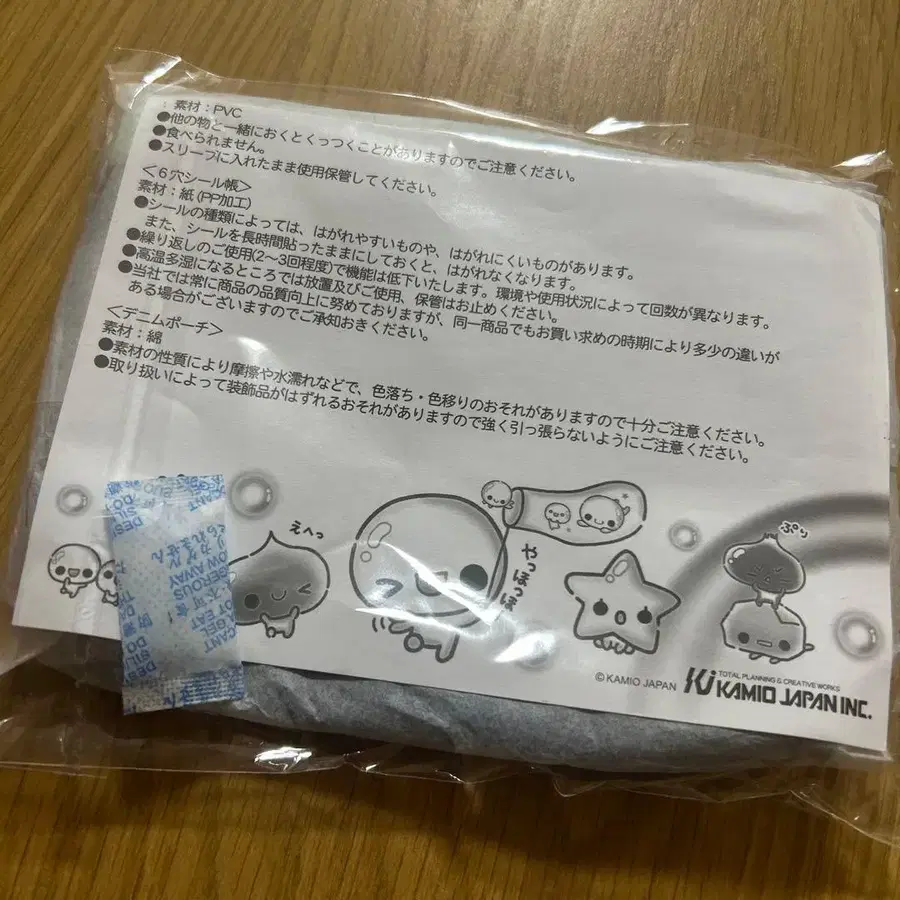 素材：PVC
●他の物と一緒におくとくっつくことがありますのでご注意ください。
●食べられません。
●スリーブに入れたまま使用保管してください。
＜６穴シール帳＞
素材：紙(PP加工)
●シールの種類によっては、はがれやすいものや、はがれにくいものがあります。
また、シールを長時間貼ったままにしておくと、はがれなくなります。
●繰り返しのご使用(2〜3回程度)で機能は低下いたします。環境や使用状況によって回数が異なります。
●高温多湿になるところでは放置及びご使用、保管はお止めください。
●当社では常に商品の品質向上に努めておりますが、同一商品でもお買い求めの時期により多少の違いが
ある場合がございますのでご承知おきください。
＜デニムポーチ＞
素材：綿
●素材の性質により摩擦や水濡れなどで、色落ち・色移りのおそれがありますので十分ご注意ください。
●取り扱いによって装飾品がはずれるおそれがありますので強く引っ張らないようにご注意ください。
えへっ
やっほほほ
ぷり
©KAMIO JAPAN
TOTAL PLANNING & CREATIVE WORKS
KAMIO JAPAN INC.